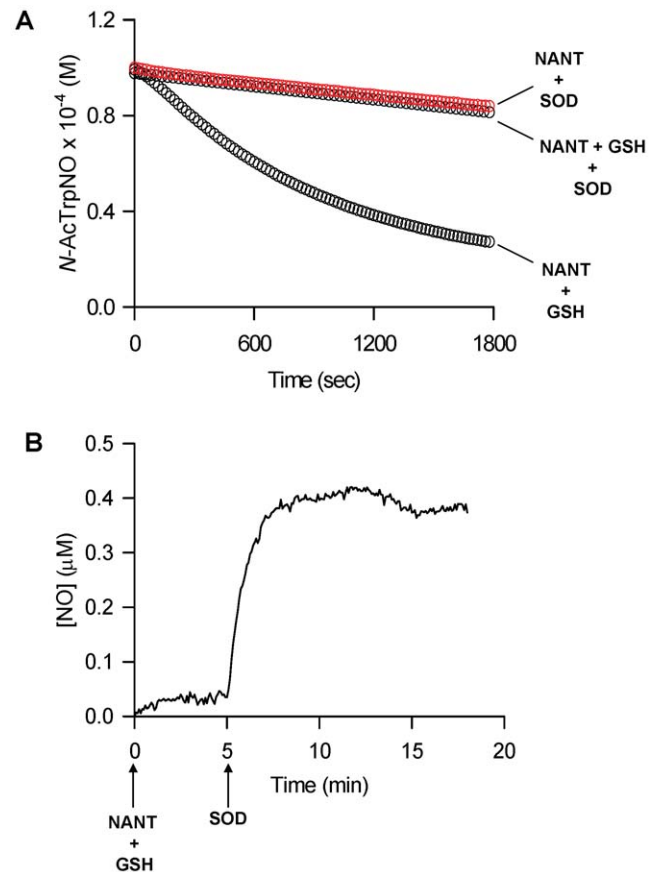 A
N-AcTrpNO x 10-4 (M)
1.2
0.8
0.4
0.0
0 600 1200 1800
Time (sec)
NANT
+
SOD
NANT + GSH
+
SOD
NANT
+
GSH
B
[NO] (μM)
0.5
0.4
0.3
0.2
0.1
0.0
0 5 10 15 20
Time (min)
NANT
+
GSH
SOD